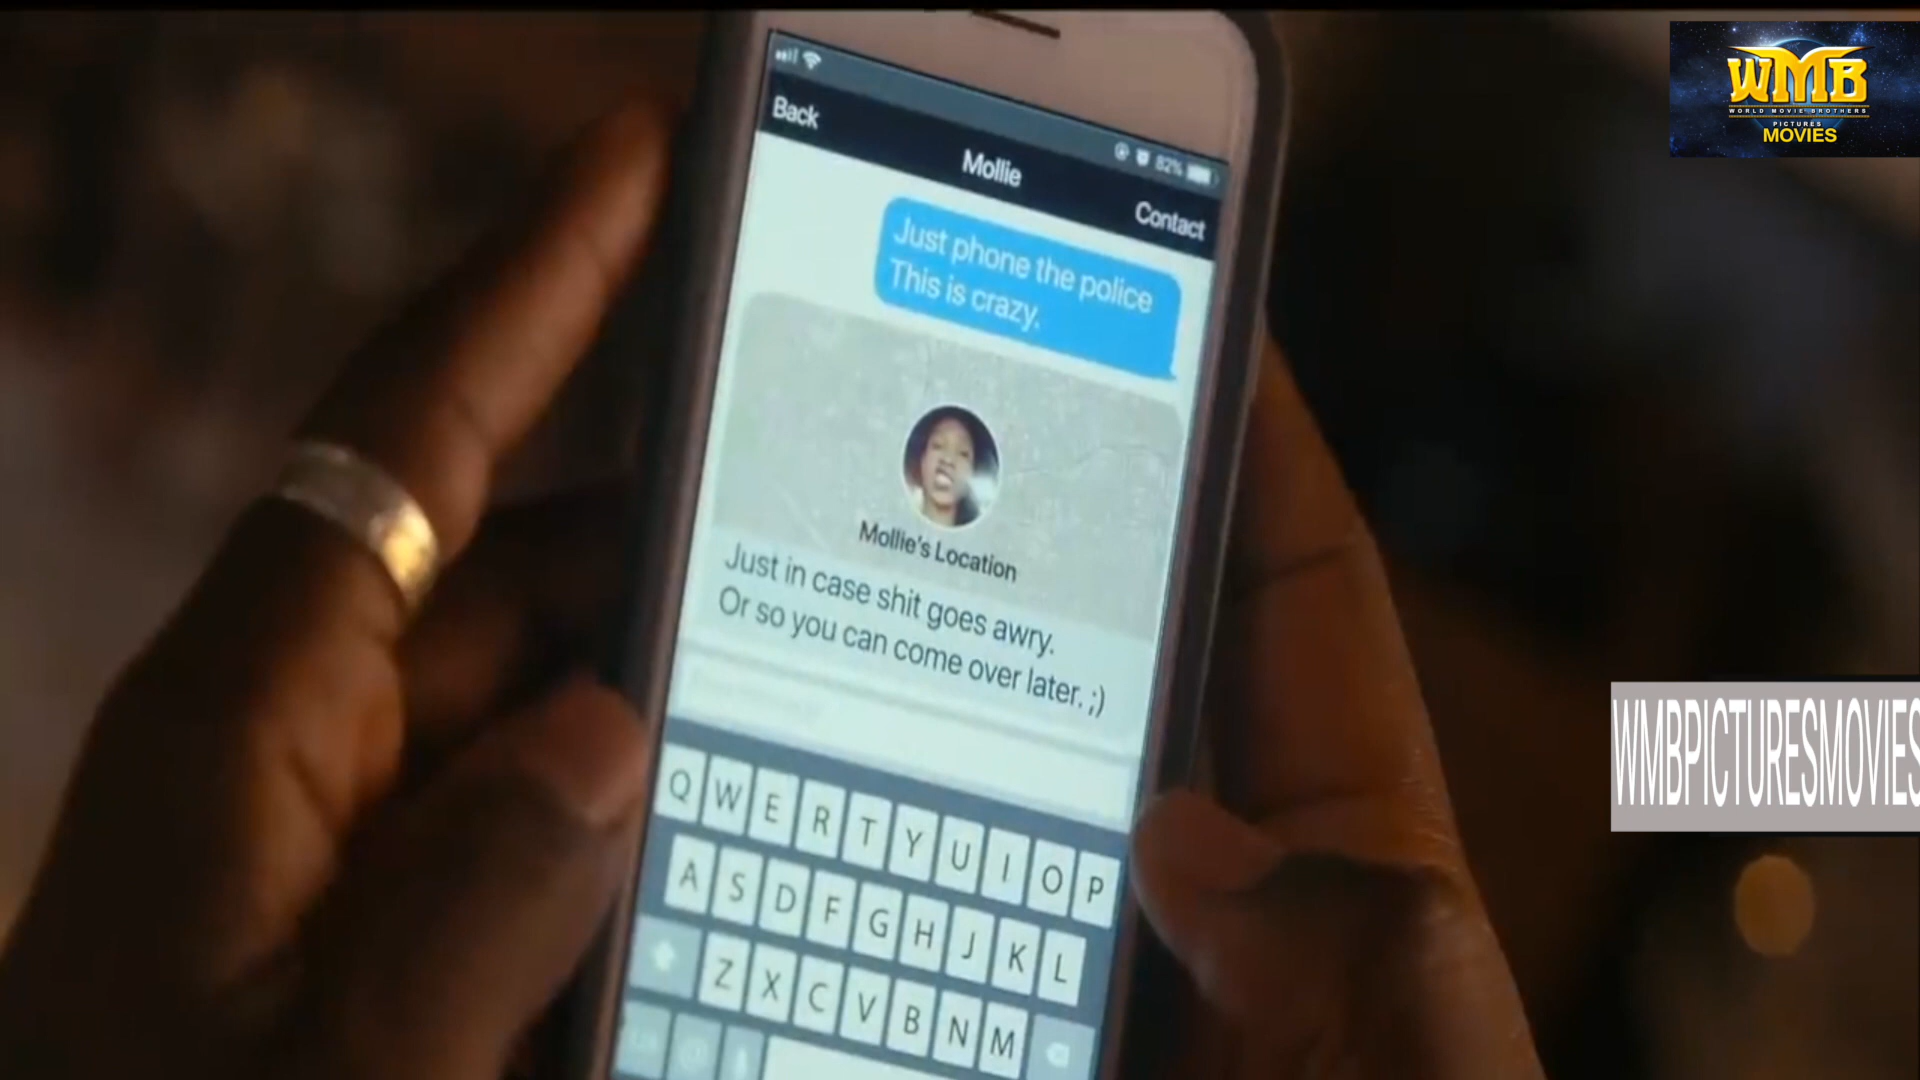 WMB
WORLD MOVIE BROTHERS
PICTURES
MOVIES
82%
Back
Mollie
Contact
Just phone the police
This is crazy.
Mollie's Location
Just in case shit goes awry.
Or so you can come over later. ;)
WMBPICTURESMOVIES
Q W E R T Y U I O P
A S D F G H J K L
Z X C V B N M